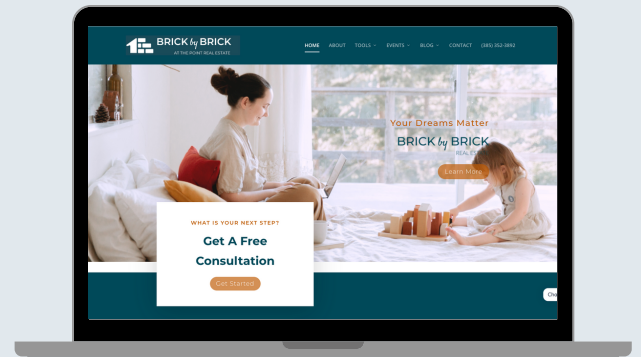 BRICK by BRICK
AT THE POINT REAL ESTATE
HOME ABOUT TOOLS EVENTS BLOG CONTACT (385) 352-3892
Your Dreams Matter
BRICK by BRICK
Learn More
WHAT IS YOUR NEXT STEP?
Get A Free
Consultation
Get Started